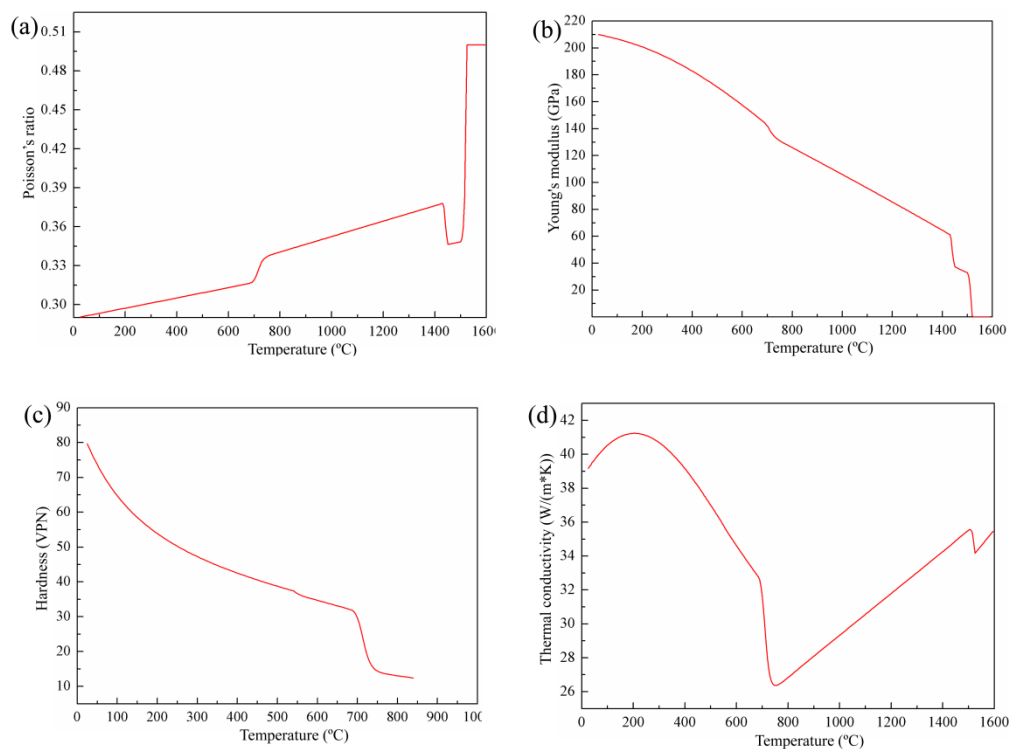 (a)
0.51
0.48
0.45
0.42
0.39
0.36
0.33
0.30
Poisson's ratio
0 200 400 600 800 1000 1200 1400 1600
Temperature (ºC)
(b)
220
200
180
160
140
120
100
80
60
40
20
Young's modulus (GPa)
0 200 400 600 800 1000 1200 1400 1600
Temperature (ºC)
(c)
90
80
70
60
50
40
30
20
10
Hardness (VPN)
0 100 200 300 400 500 600 700 800 900 100
Temperature (ºC)
(d)
42
40
38
36
34
32
30
28
26
Thermal conductivity (W/(m*K))
0 200 400 600 800 1000 1200 1400 1600
Temperature (ºC)